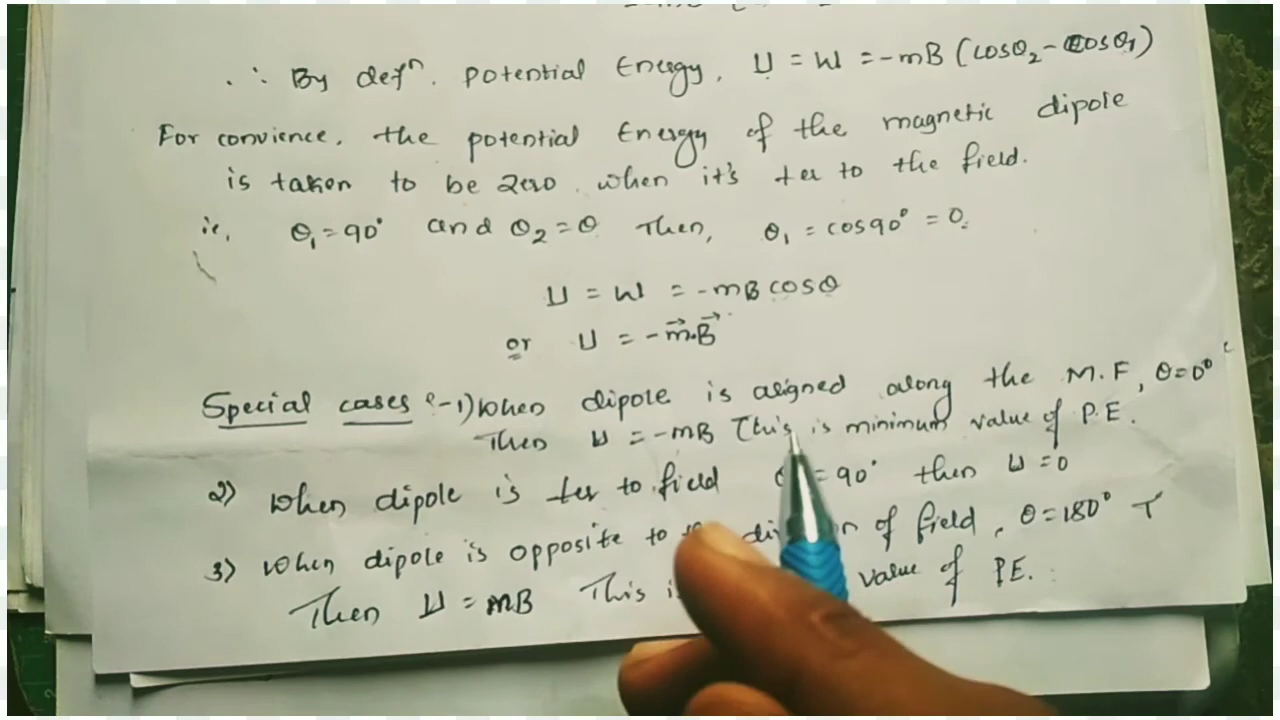 ∴ By defⁿ. Potential Energy, U = W = -mB (cosθ₂ - cosθ₁)
For convience, the potential Energy of the magnetic dipole
is taken to be zero when it's ⊥er to the field.
ie, θ₁ = 90° and θ₂ = θ Then, θ₁ = cos90° = 0.
U = W = -mB cosθ
or U = -m⃗.B⃗
Special cases :- 1) When dipole is aligned along the M.F, θ=0°
Then U = -mB This is minimum value of P.E.
2) When dipole is ⊥er to field = 90° then U = 0
3) When dipole is opposite to of field, θ = 180°
Then U = mB This is value of P.E.